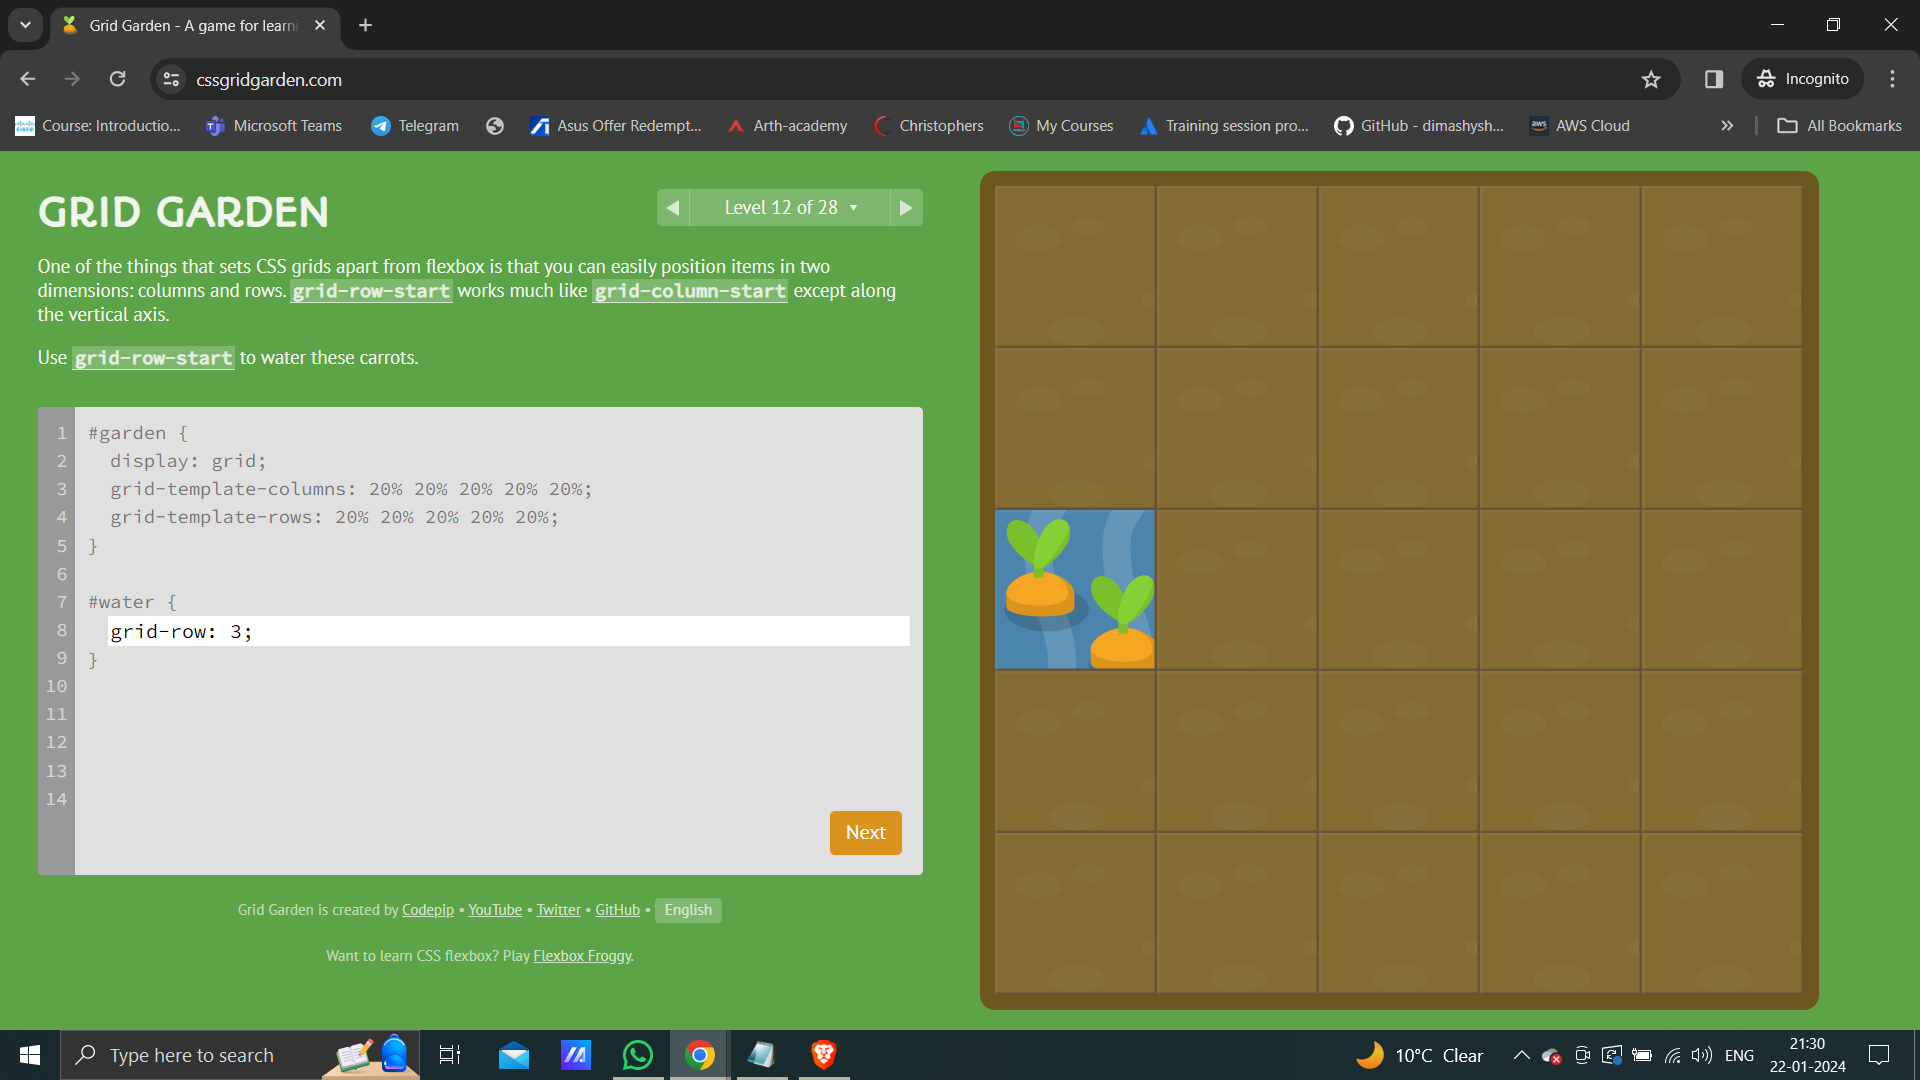 Grid Garden - A game for learni
cssgridgarden.com
Incognito
Course: Introductio...
Microsoft Teams
Telegram
Asus Offer Redempt...
Arth-academy
Christophers
My Courses
Training session pro...
GitHub - dimashysh...
AWS Cloud
All Bookmarks
GRID GARDEN
Level 12 of 28
One of the things that sets CSS grids apart from flexbox is that you can easily position items in two
dimensions: columns and rows. grid-row-start works much like grid-column-start except along
the vertical axis.
Use grid-row-start to water these carrots.
1 #garden {
2 display: grid;
3 grid-template-columns: 20% 20% 20% 20% 20%;
4 grid-template-rows: 20% 20% 20% 20% 20%;
5 }
6
7 #water {
8 grid-row: 3;
9 }
10
11
12
13
14
Next
Grid Garden is created by Codepip • YouTube • Twitter • GitHub • English
Want to learn CSS flexbox? Play Flexbox Froggy.
Type here to search
10°C Clear
ENG
21:30
22-01-2024